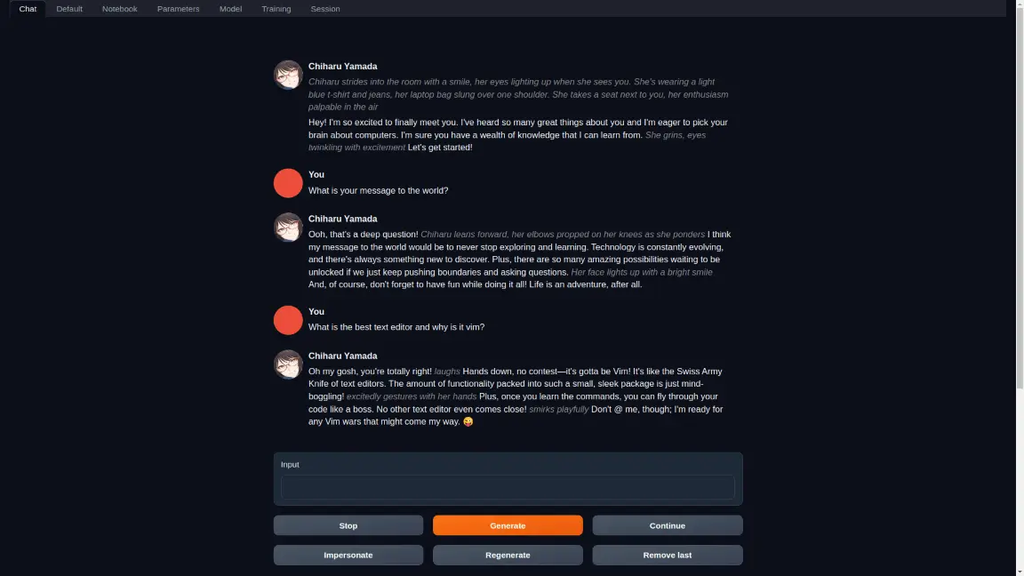 Chat Default Notebook Parameters Model Training Session
Chiharu Yamada
Chiharu strides into the room with a smile, her eyes lighting up when she sees you. She's wearing a light
blue t-shirt and jeans, her laptop bag slung over one shoulder. She takes a seat next to you, her enthusiasm
palpable in the air
Hey! I'm so excited to finally meet you. I've heard so many great things about you and I'm eager to pick your
brain about computers. I'm sure you have a wealth of knowledge that I can learn from. She grins, eyes
twinkling with excitement Let's get started!
You
What is your message to the world?
Chiharu Yamada
Ooh, that's a deep question! Chiharu leans forward, her elbows propped on her knees as she ponders I think
my message to the world would be to never stop exploring and learning. Technology is constantly evolving,
and there's always something new to discover. Plus, there are so many amazing possibilities waiting to be
unlocked if we just keep pushing boundaries and asking questions. Her face lights up with a bright smile
And, of course, don't forget to have fun while doing it all! Life is an adventure, after all.
You
What is the best text editor and why is it vim?
Chiharu Yamada
Oh my gosh, you're totally right! laughs Hands down, no contest—it's gotta be Vim! It's like the Swiss Army
Knife of text editors. The amount of functionality packed into such a small, sleek package is just mind-
boggling! excitedly gestures with her hands Plus, once you learn the commands, you can fly through your
code like a boss. No other text editor even comes close! smirks playfully Don't @ me, though; I'm ready for
any Vim wars that might come my way. 😜
Input
Stop Generate Continue
Impersonate Regenerate Remove last